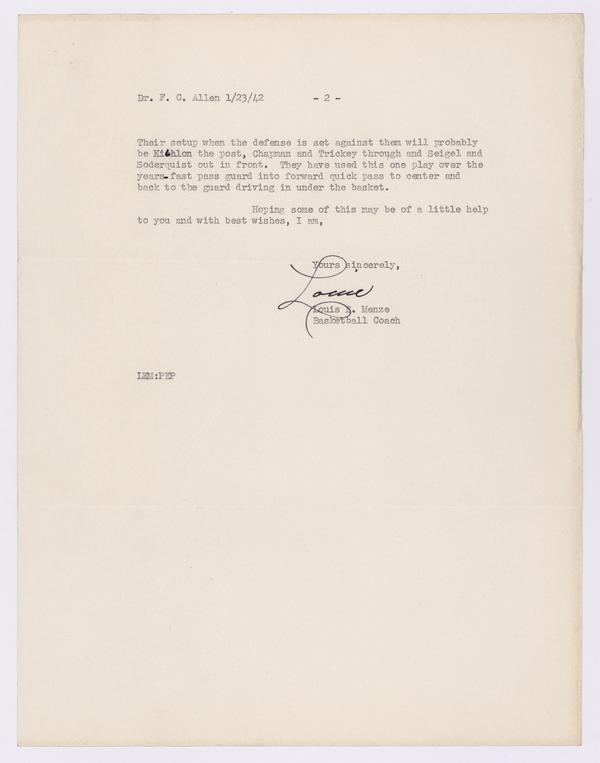 Dr. F. C. Allen 1/23/42 - 2 -
Their setup when the defense is set against them will probably
be on the post, Chapman and Trickey through and Seigel and
Soderquist out in front. They have used this one play over the
years-fast pass guard into forward quick pass to center and
back to the guard driving in under the basket.
Hoping some of this may be of a little help
to you and with best wishes, I am,
Yours sincerely,
Louie
Louis E. Menze
Basketball Coach
LEM:PEP